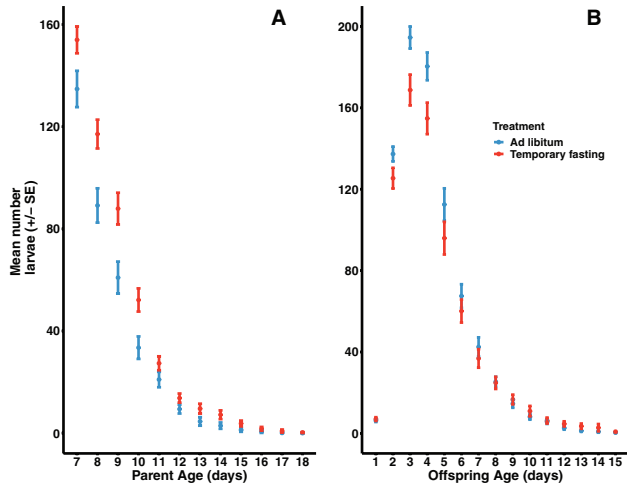 A
B
160
120
80
40
0
Mean number
larvae (+/− SE)
7 8 9 10 11 12 13 14 15 16 17 18
Parent Age (days)
200
160
120
80
40
0
Treatment
Ad libitum
Temporary fasting
1 2 3 4 5 6 7 8 9 10 11 12 13 14 15
Offspring Age (days)